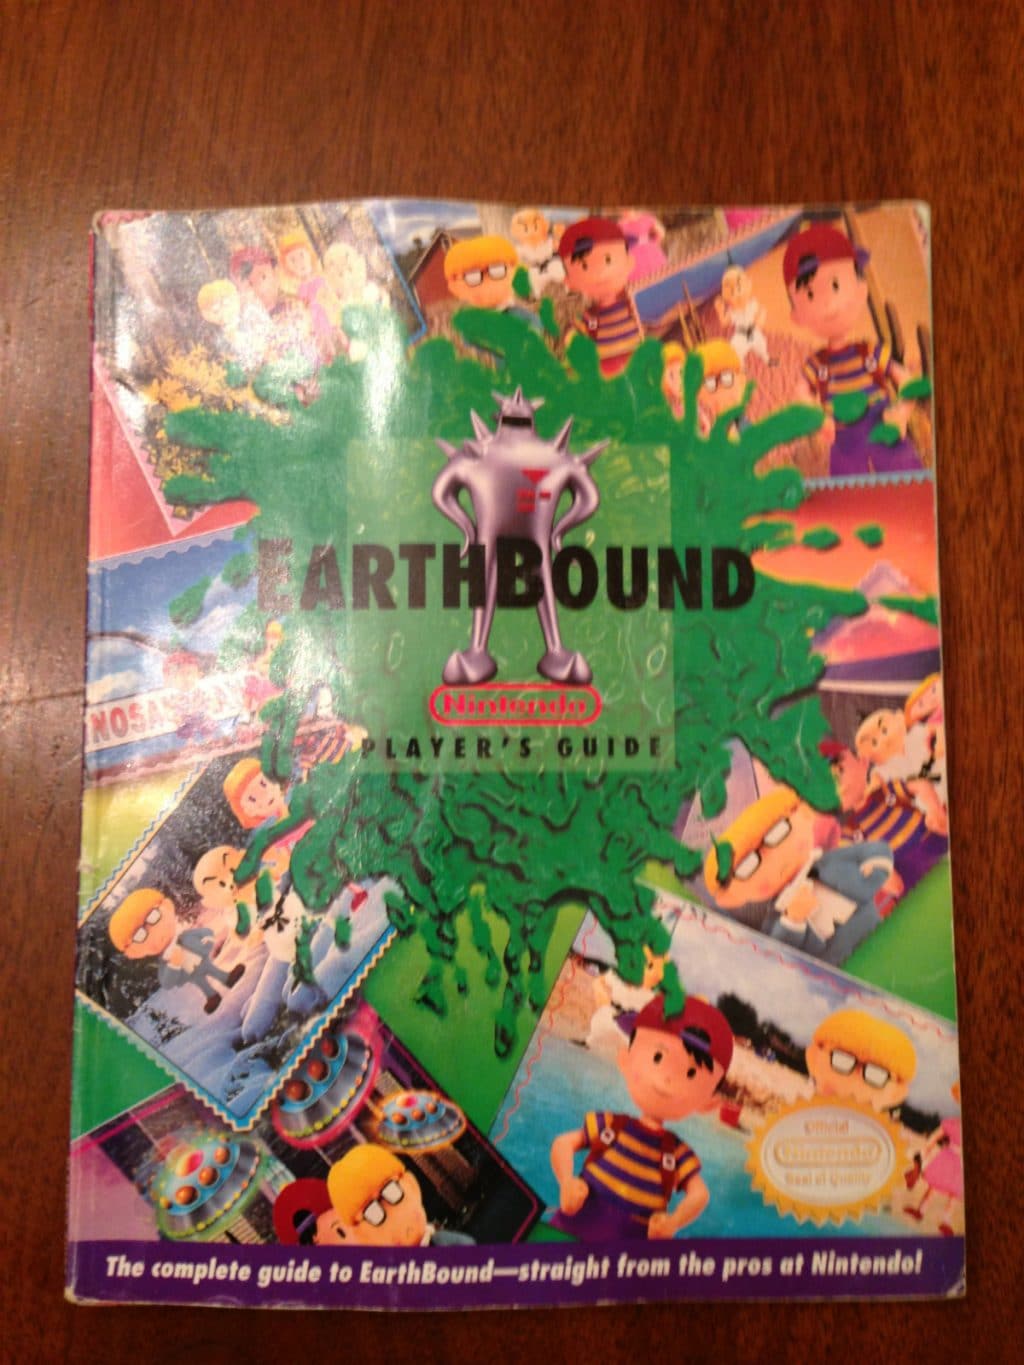 EARTHBOUND
Nintendo
PLAYER'S GUIDE
Official
Nintendo
Seal of Quality
The complete guide to EarthBound—straight from the pros at Nintendo!